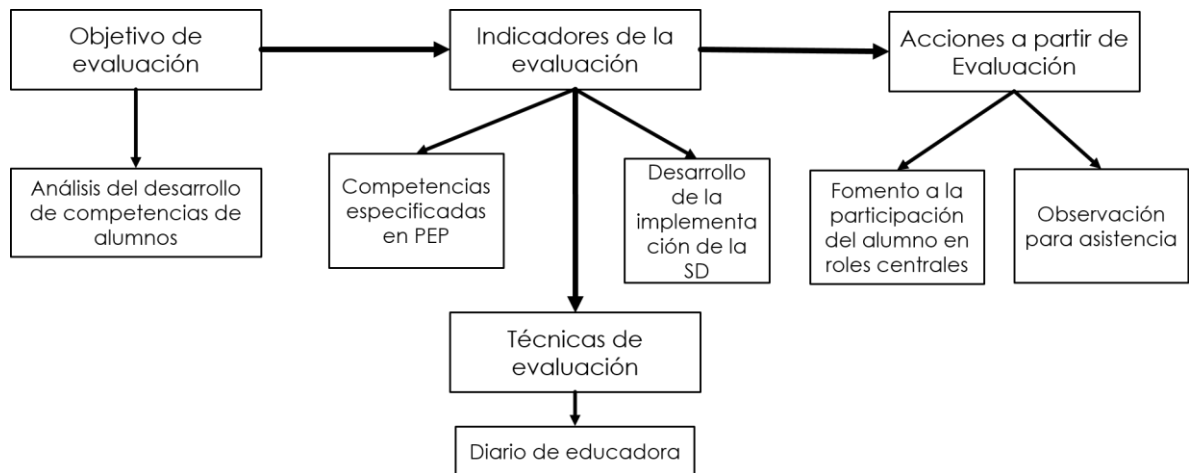 Objetivo de
evaluación
Indicadores de la
evaluación
Acciones a partir de
Evaluación
Análisis del desarrollo
de competencias de
alumnos
Competencias
especificadas
en PEP
Desarrollo
de la
implementa
ción de la
SD
Fomento a la
participación
del alumno en
roles centrales
Observación
para asistencia
Técnicas de
evaluación
Diario de educadora